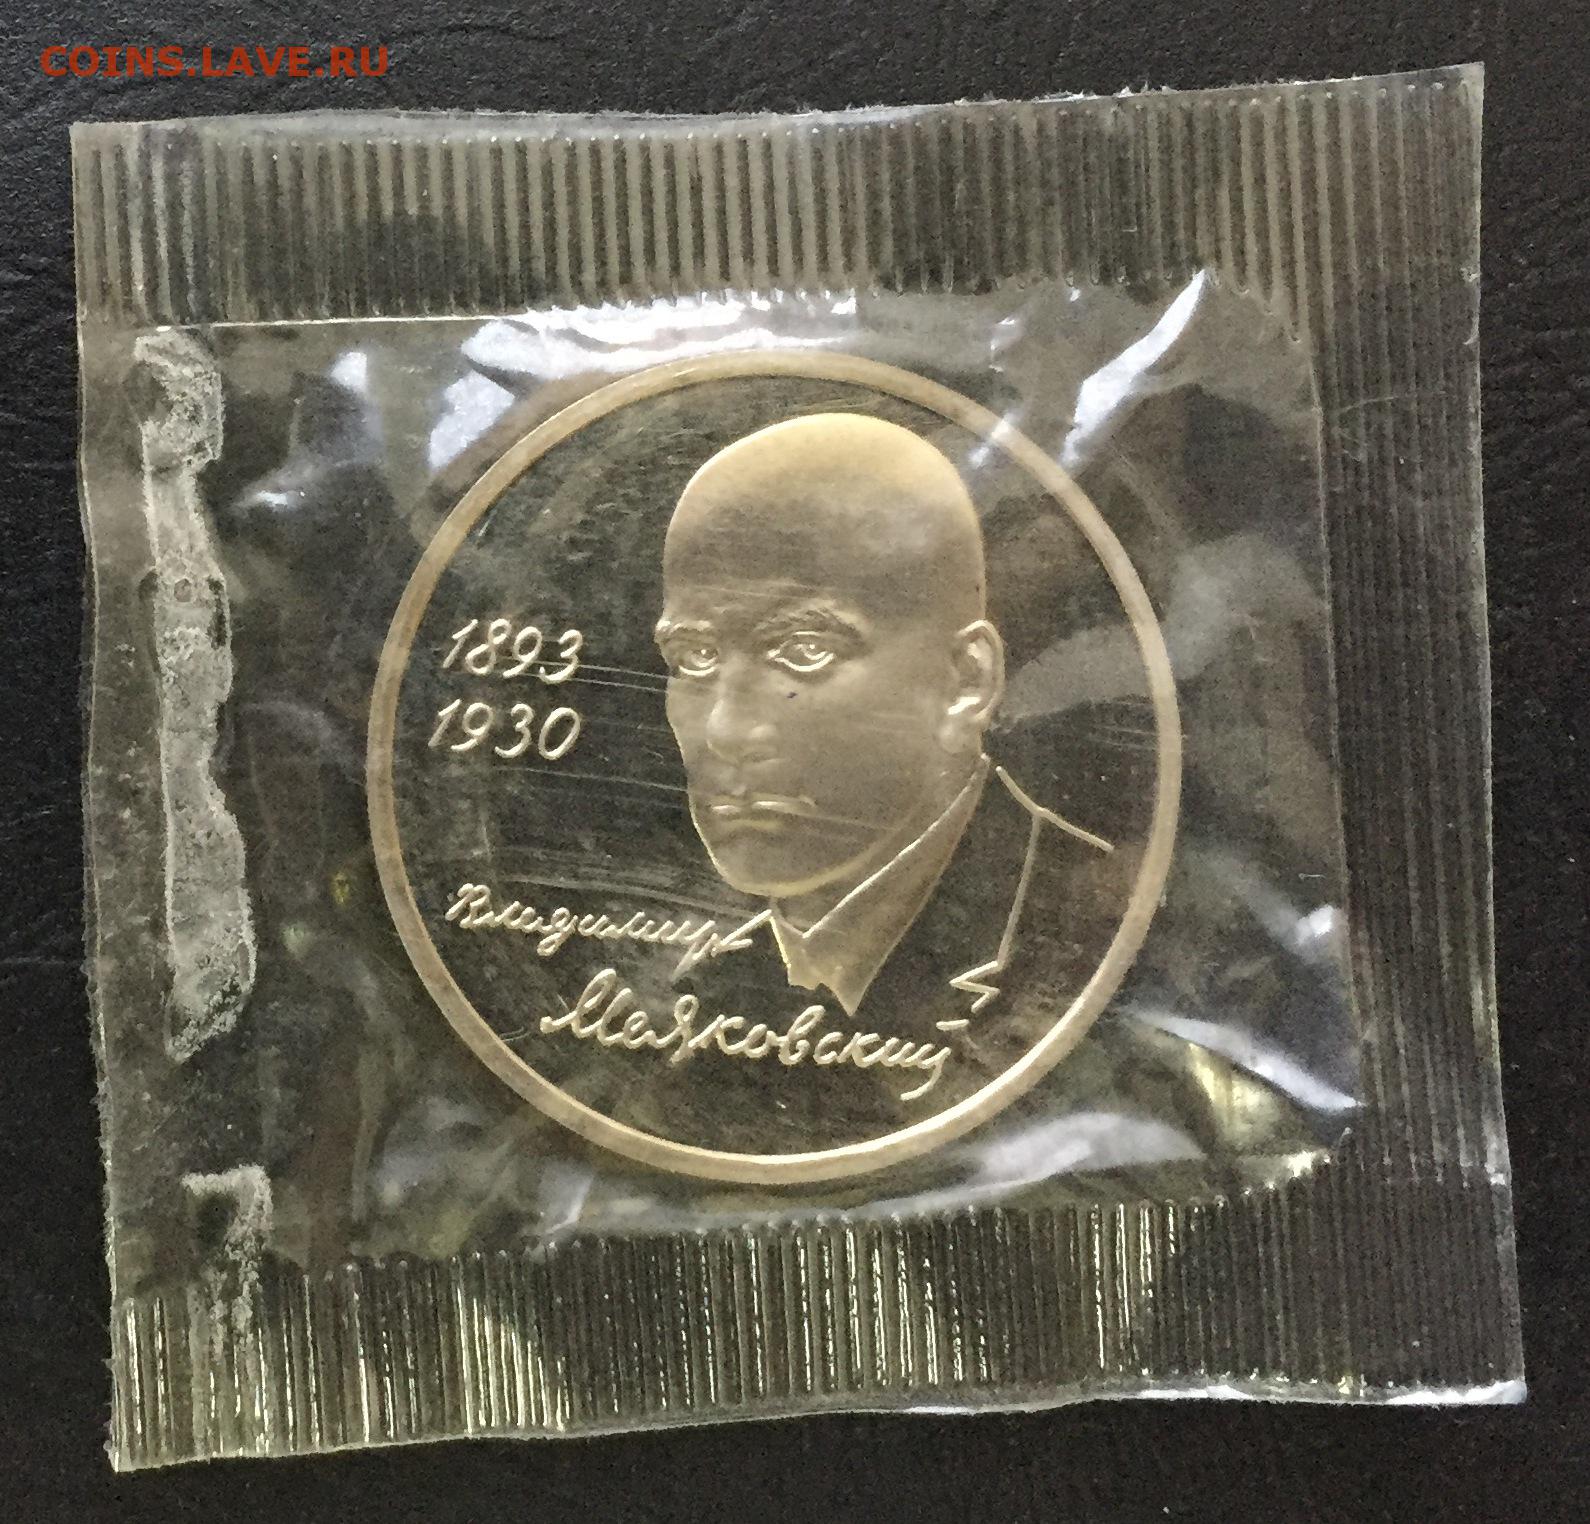 COINS.LAVE.RU
1893
1930
Владимир
Маяковский